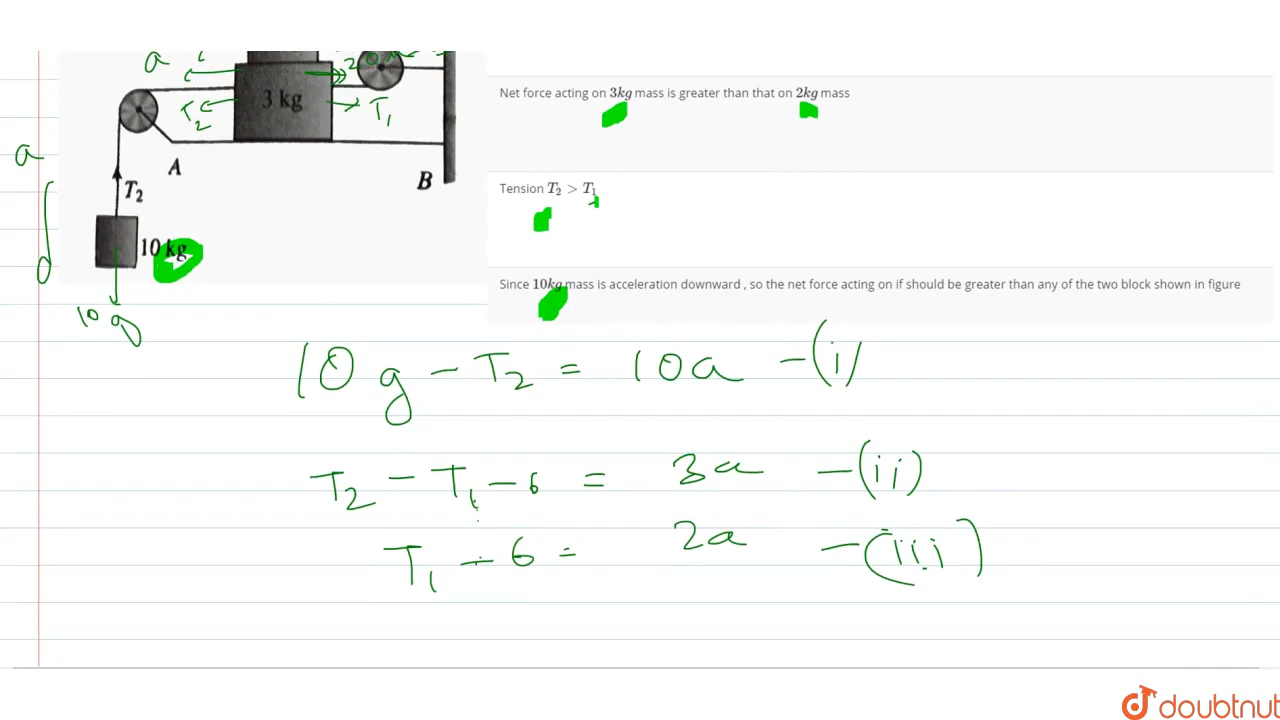 a
3 kg
T2
T1
Net force acting on 3kg mass is greater than that on 2kg mass
a
A
B
T2
Tension T2 > T1
10 kg
Since 10kg mass is acceleration downward , so the net force acting on if should be greater than any of the two block shown in figure
10 g
10 g - T2 = 10a - (i)
T2 - T1 - 6 = 3a - (ii)
T1 - 6 = 2a - (iii)
doubtnut